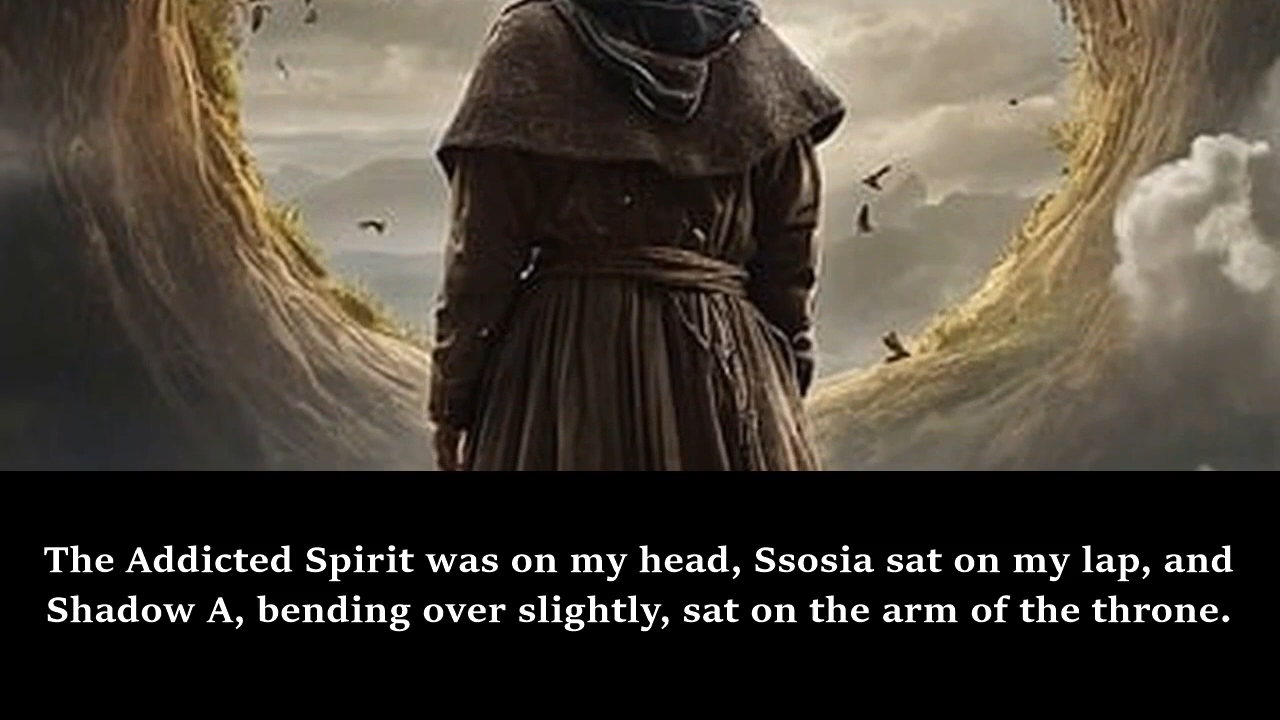 The Addicted Spirit was on my head, Ssosia sat on my lap, and
Shadow A, bending over slightly, sat on the arm of the throne.